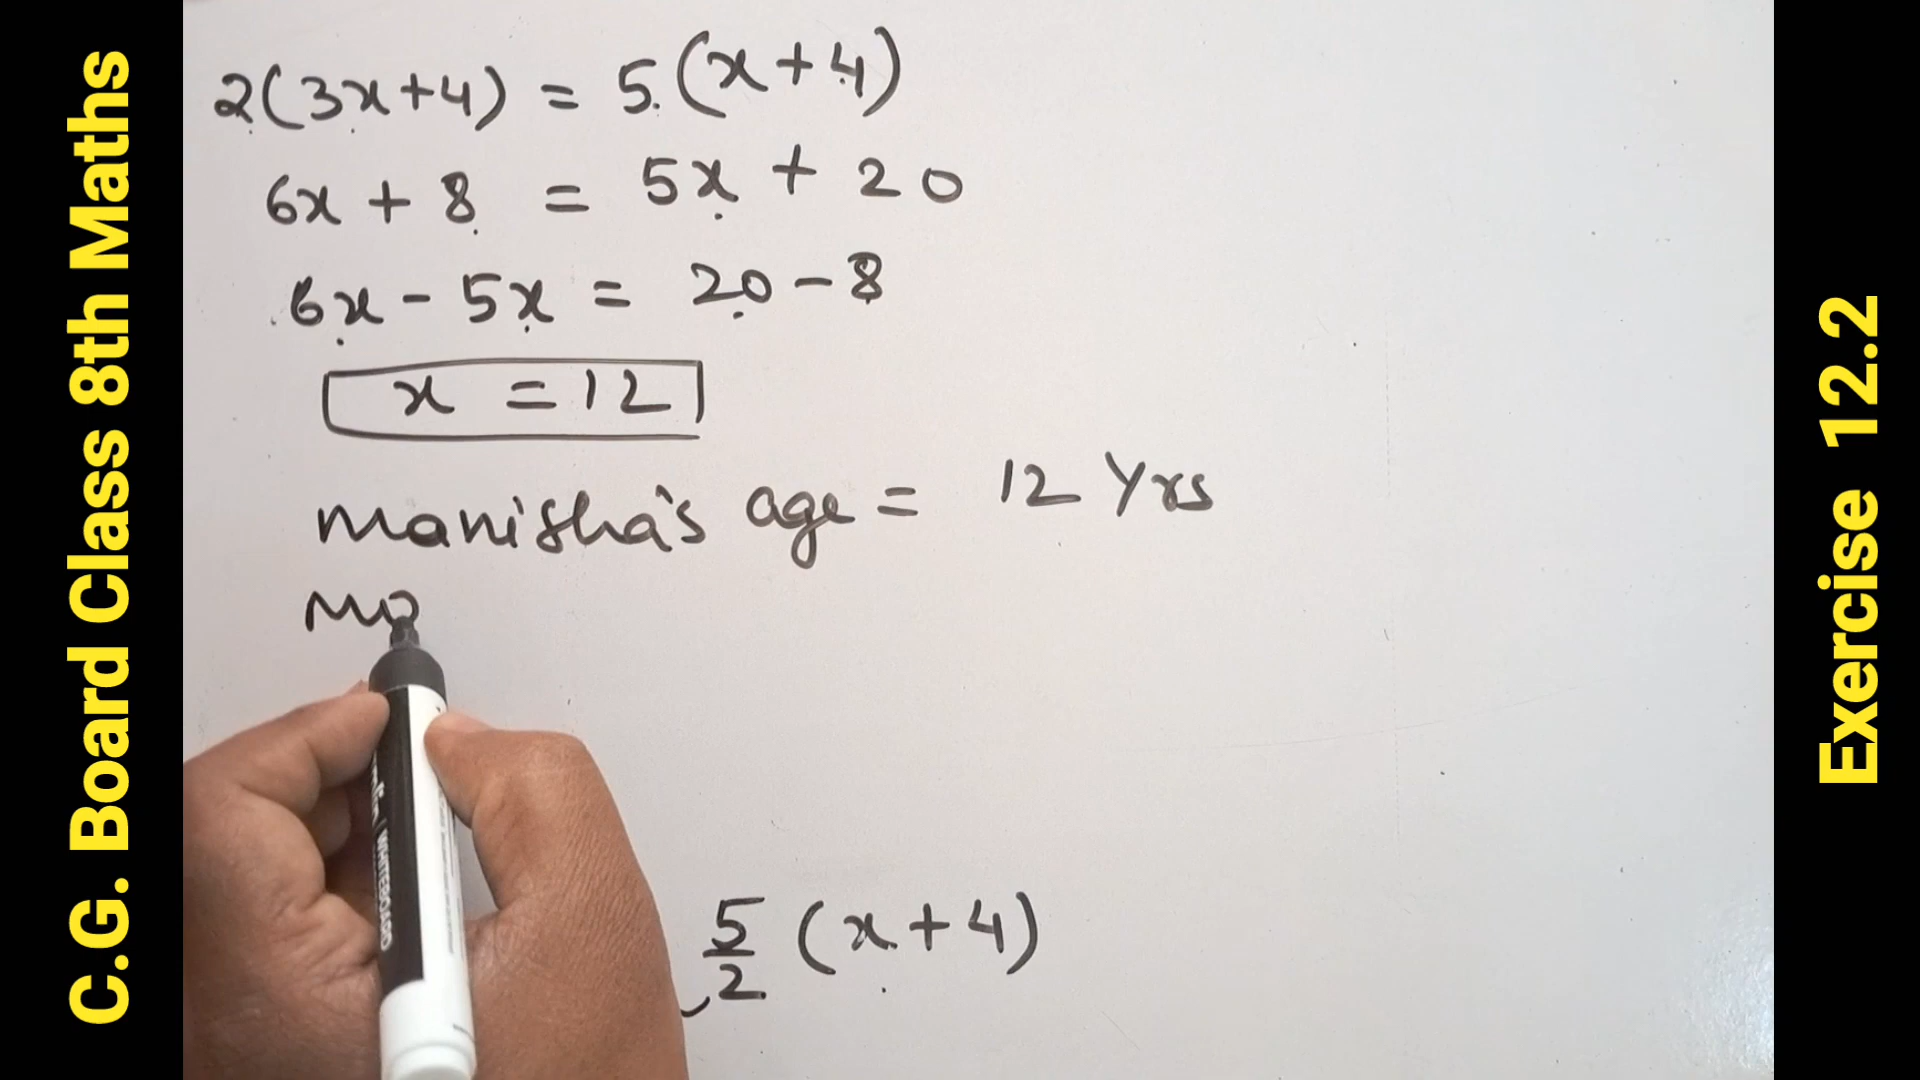 C.G. Board Class 8th Maths
2(3x+4) = 5(x+4)
6x + 8 = 5x + 20
6x - 5x = 20 - 8
x = 12
Manisha's age = 12 Yrs
Mo
5/2 (x+4)
Exercise 12.2